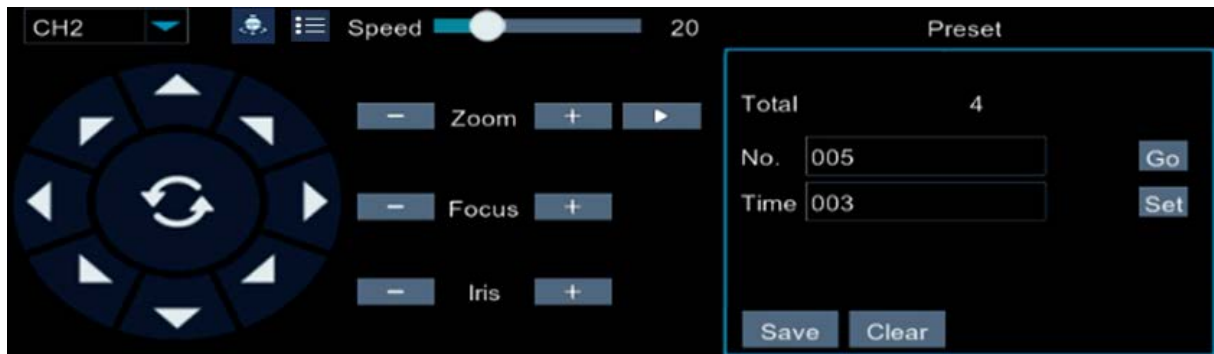 CH2 Speed 20 Preset
Total 4
Zoom
No. 005 Go
Focus Time 003 Set
Iris
Save Clear